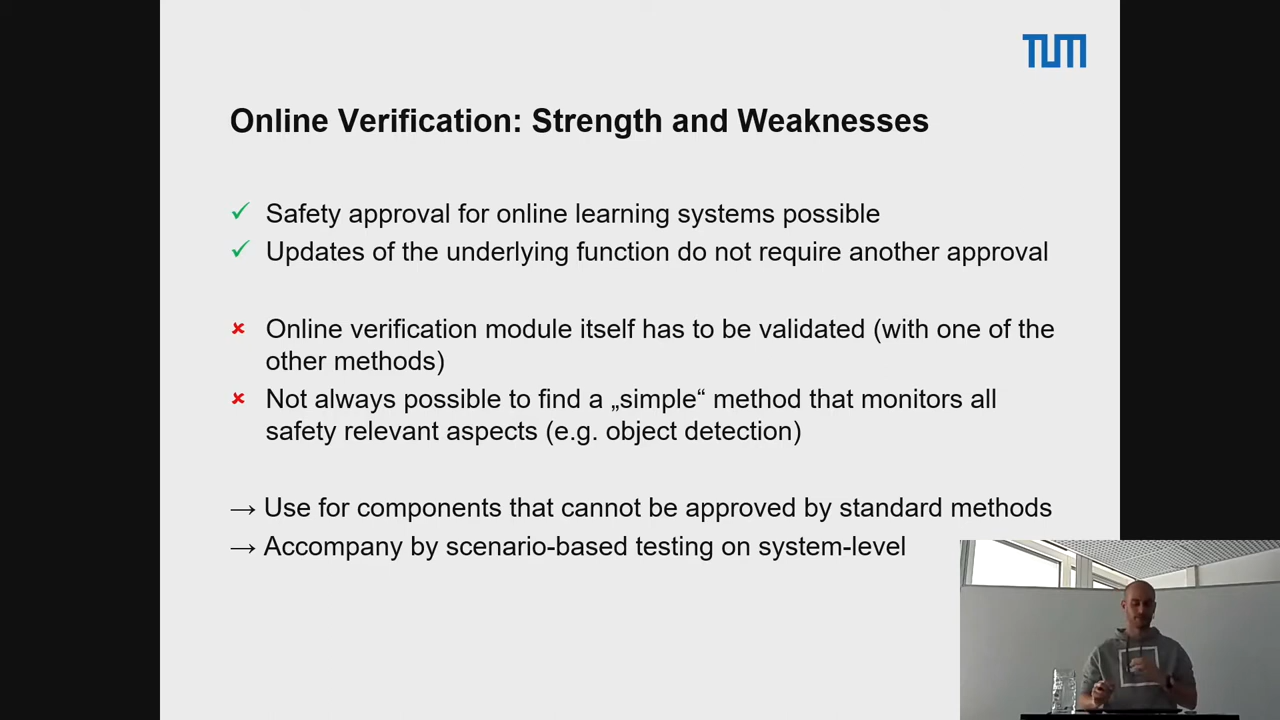 TUM
Online Verification: Strength and Weaknesses
✓ Safety approval for online learning systems possible
✓ Updates of the underlying function do not require another approval
× Online verification module itself has to be validated (with one of the
other methods)
× Not always possible to find a „simple“ method that monitors all
safety relevant aspects (e.g. object detection)
→ Use for components that cannot be approved by standard methods
→ Accompany by scenario-based testing on system-level